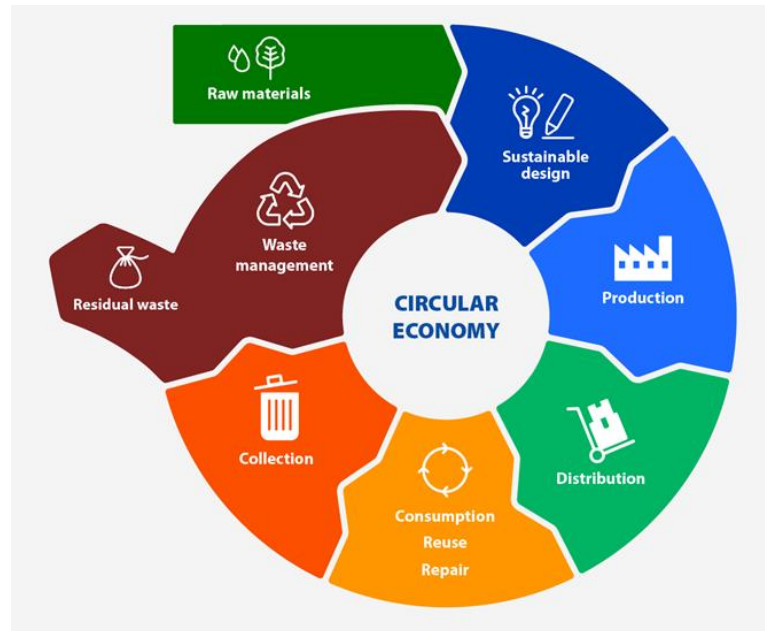 Raw materials
Sustainable
design
Production
Distribution
Consumption
Reuse
Repair
Collection
Waste
management
Residual waste
CIRCULAR
ECONOMY